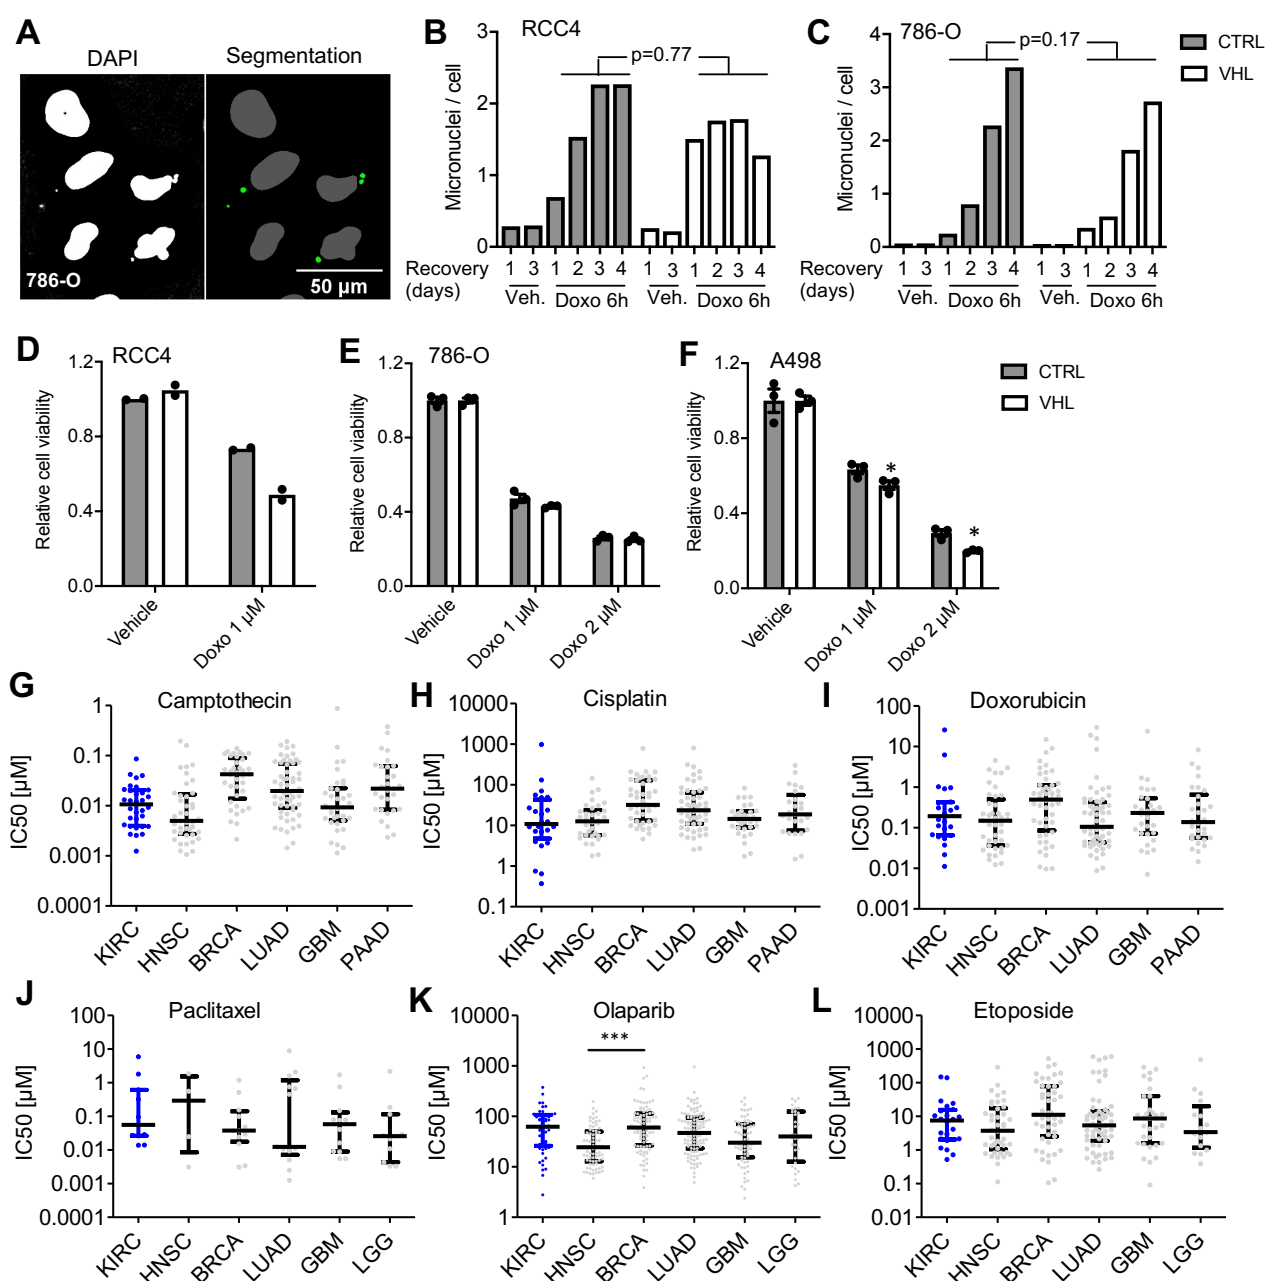 A
DAPI
Segmentation
786-O
50 μm
B
RCC4
Micronuclei / cell
3
2
1
0
p=0.77
Recovery (days)
1 3 1 2 3 4 1 3 1 2 3 4
Veh. Doxo 6h Veh. Doxo 6h
C
786-O
Micronuclei / cell
4
3
2
1
0
p=0.17
CTRL
VHL
Recovery (days)
1 3 1 2 3 4 1 3 1 2 3 4
Veh. Doxo 6h Veh. Doxo 6h
D
RCC4
Relative cell viability
1.2
0.8
0.4
0.0
Vehicle
Doxo 1 μM
E
786-O
Relative cell viability
1.2
0.8
0.4
0.0
Vehicle
Doxo 1 μM
Doxo 2 μM
F
A498
Relative cell viability
1.2
0.8
0.4
0.0
*
*
Vehicle
Doxo 1 μM
Doxo 2 μM
CTRL
VHL
G
Camptothecin
IC50 [μM]
1
0.1
0.01
0.001
0.0001
KIRC HNSC BRCA LUAD GBM PAAD
H
Cisplatin
IC50 [μM]
10000
1000
100
10
1
0.1
KIRC HNSC BRCA LUAD GBM PAAD
I
Doxorubicin
IC50 [μM]
100
10
1
0.1
0.01
0.001
KIRC HNSC BRCA LUAD GBM PAAD
J
Paclitaxel
IC50 [μM]
100
10
1
0.1
0.01
0.001
0.0001
KIRC HNSC BRCA LUAD GBM LGG
K
Olaparib
IC50 [μM]
10000
1000
100
10
1
***
KIRC HNSC BRCA LUAD GBM LGG
L
Etoposide
IC50 [μM]
10000
1000
100
10
1
0.1
0.01
KIRC HNSC BRCA LUAD GBM LGG